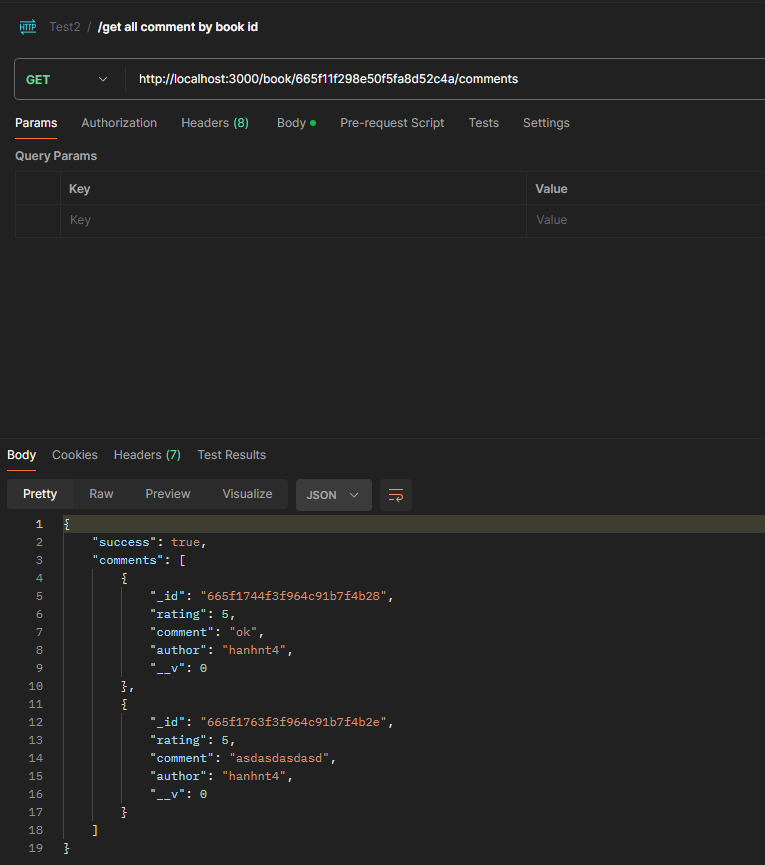 HTTP Test2 / /get all comment by book id
GET http://localhost:3000/book/665f11f298e50f5fa8d52c4a/comments
Params Authorization Headers (8) Body Pre-request Script Tests Settings
Query Params
Key Value
Key Value
Body Cookies Headers (7) Test Results
Pretty Raw Preview Visualize JSON
1 {
2 "success": true,
3 "comments": [
4 {
5 "_id": "665f1744f3f964c91b7f4b28",
6 "rating": 5,
7 "comment": "ok",
8 "author": "hanhnt4",
9 "__v": 0
10 },
11 {
12 "_id": "665f1763f3f964c91b7f4b2e",
13 "rating": 5,
14 "comment": "asdasdasdasd",
15 "author": "hanhnt4",
16 "__v": 0
17 }
18 ]
19 }